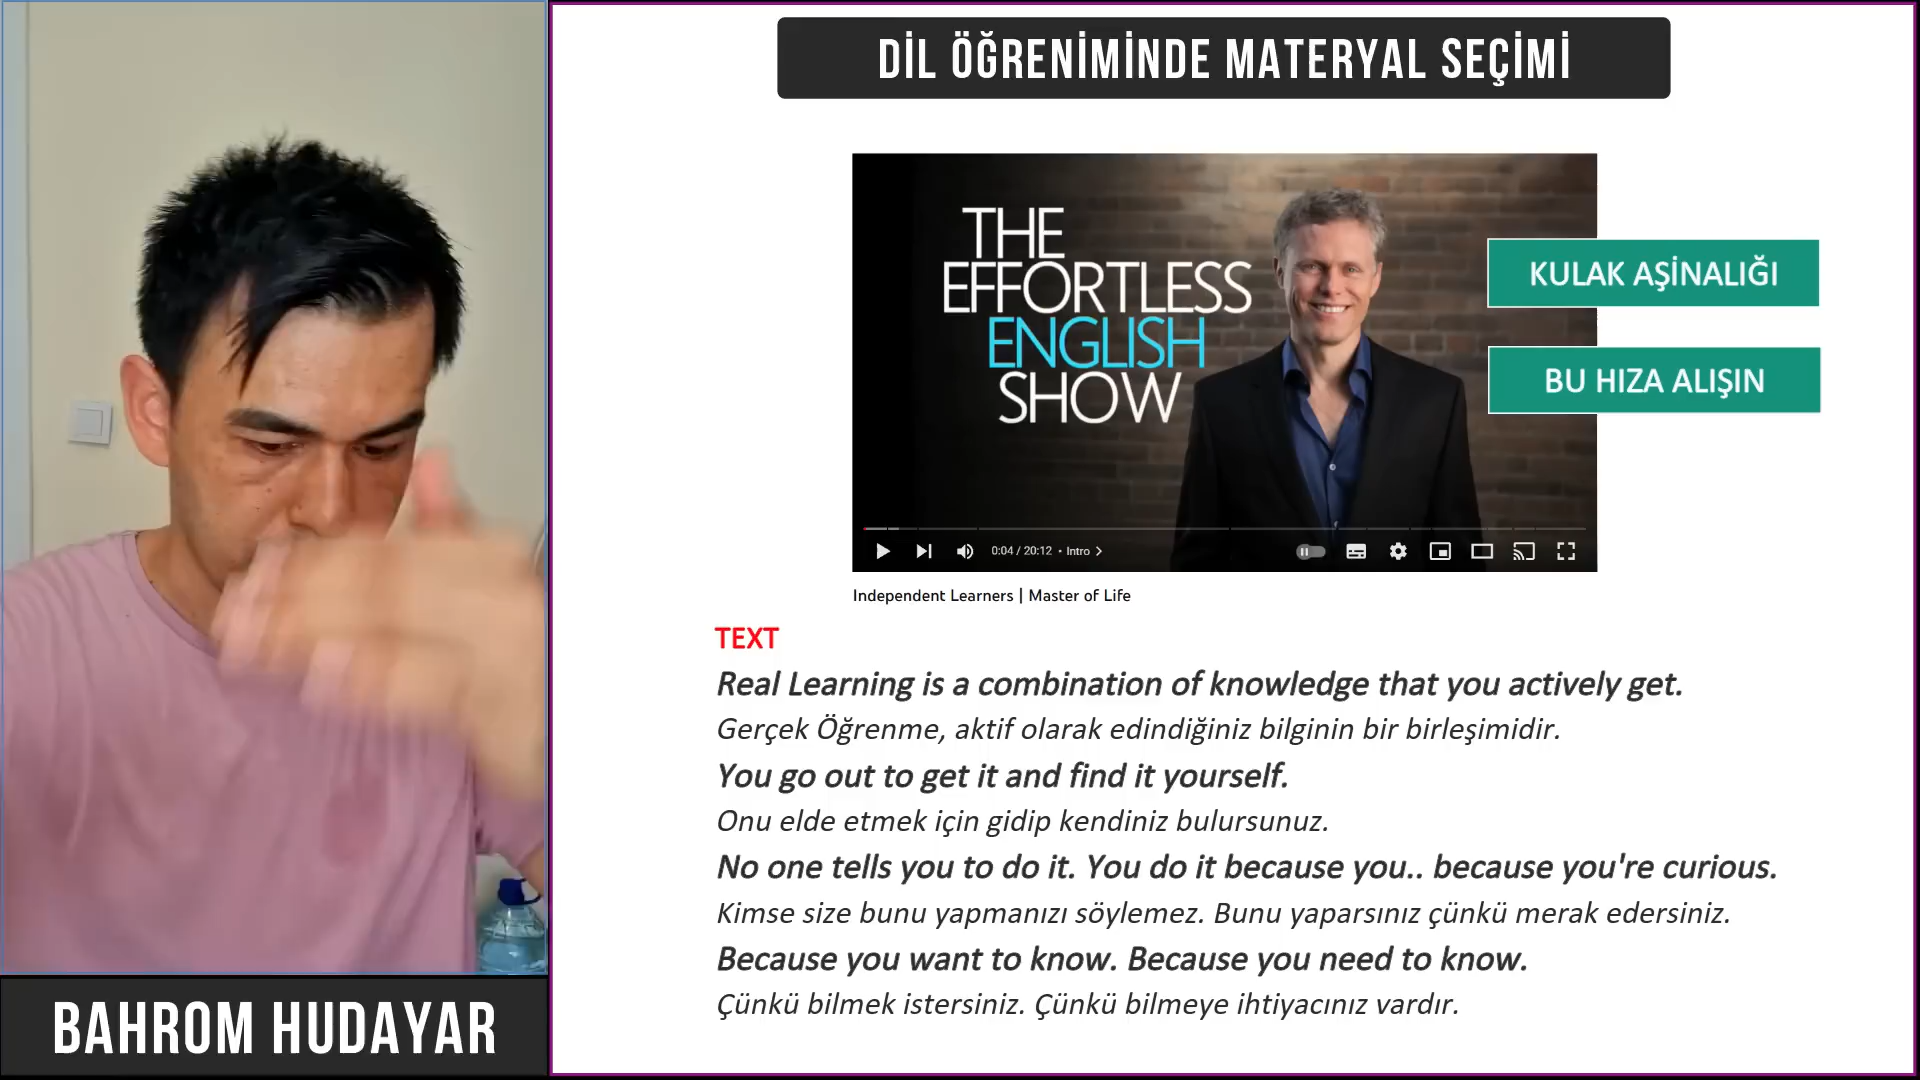 DİL ÖĞRENİMİNDE MATERYAL SEÇİMİ
THE
EFFORTLESS
ENGLISH
SHOW
KULAK AŞİNALIĞI
BU HIZA ALIŞIN
0:04 / 20:12 • Intro
Independent Learners | Master of Life
TEXT
Real Learning is a combination of knowledge that you actively get.
Gerçek Öğrenme, aktif olarak edindiğiniz bilginin bir birleşimidir.
You go out to get it and find it yourself.
Onu elde etmek için gidip kendiniz bulursunuz.
No one tells you to do it. You do it because you.. because you're curious.
Kimse size bunu yapmanızı söylemez. Bunu yaparsınız çünkü merak edersiniz.
Because you want to know. Because you need to know.
Çünkü bilmek istersiniz. Çünkü bilmeye ihtiyacınız vardır.
BAHROM HUDAYAR